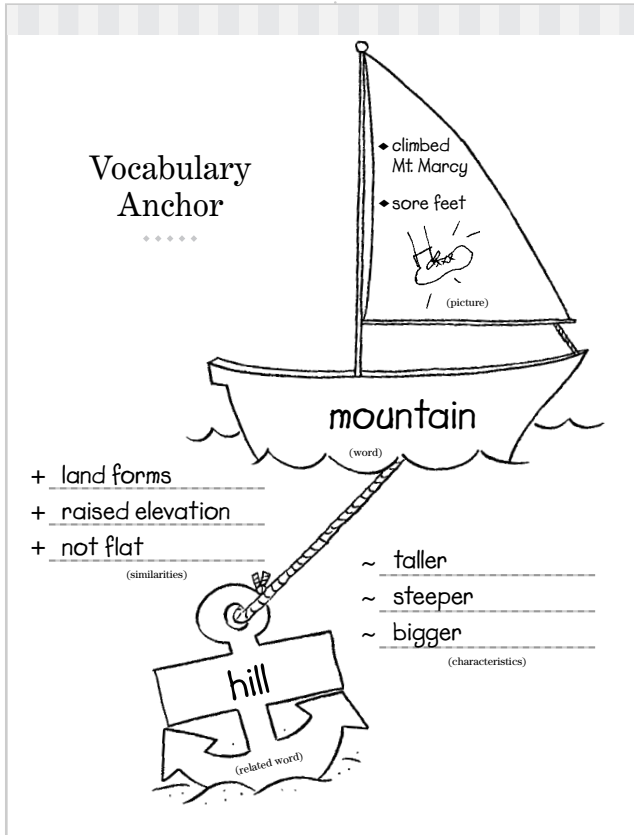 Vocabulary
Anchor
◆ climbed
Mt. Marcy
◆ sore feet
(picture)
mountain
(word)
+ land forms
+ raised elevation
+ not flat
(similarities)
~ taller
~ steeper
~ bigger
(characteristics)
hill
(related word)